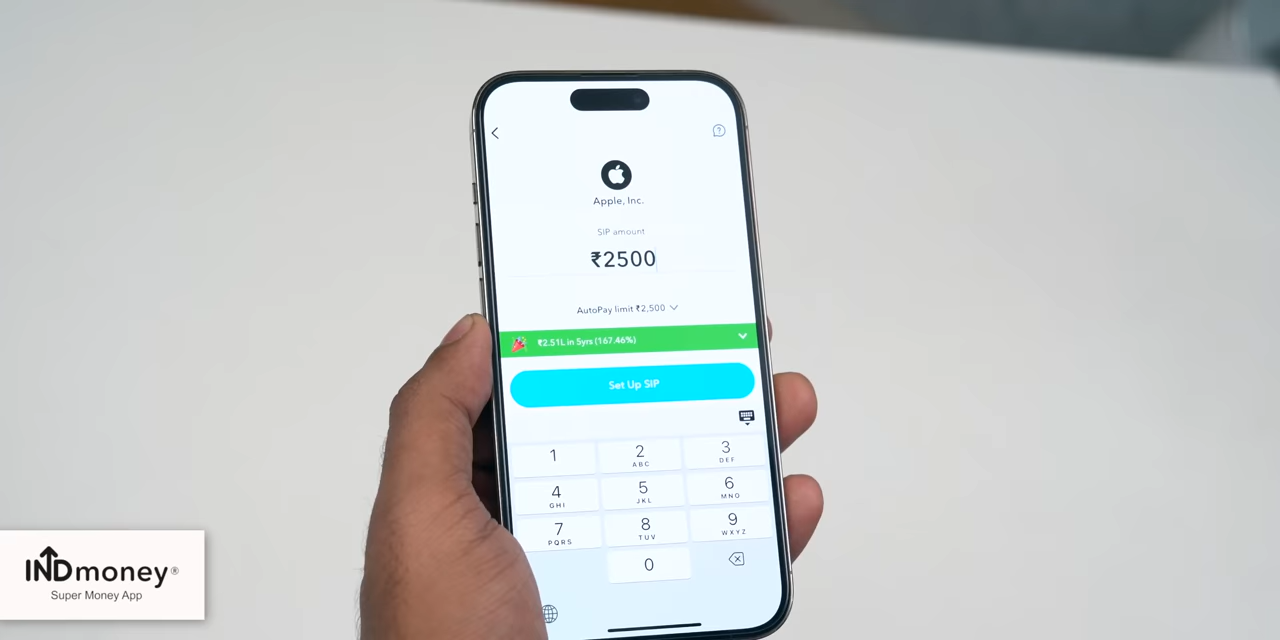 Apple, Inc.
SIP amount
₹2500
AutoPay limit ₹2,500
₹2.51L in 5yrs (167.46%)
Set Up SIP
1
2
ABC
3
DEF
4
GHI
5
JKL
6
MNO
7
PQRS
8
TUV
9
WXYZ
0
INDmoney®
Super Money App